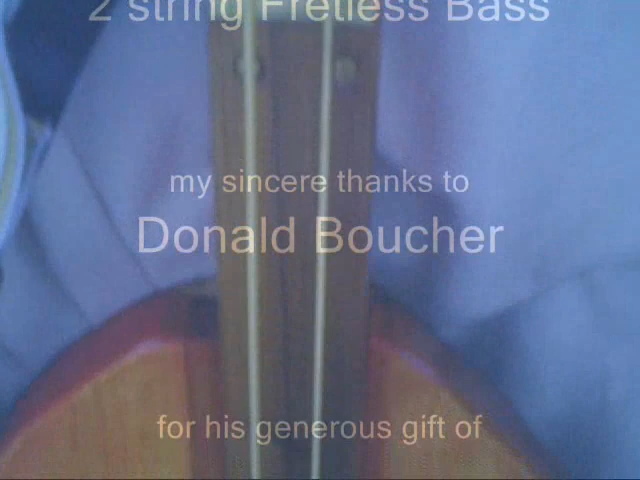 2 string Fretless Bass
my sincere thanks to
Donald Boucher
for his generous gift of